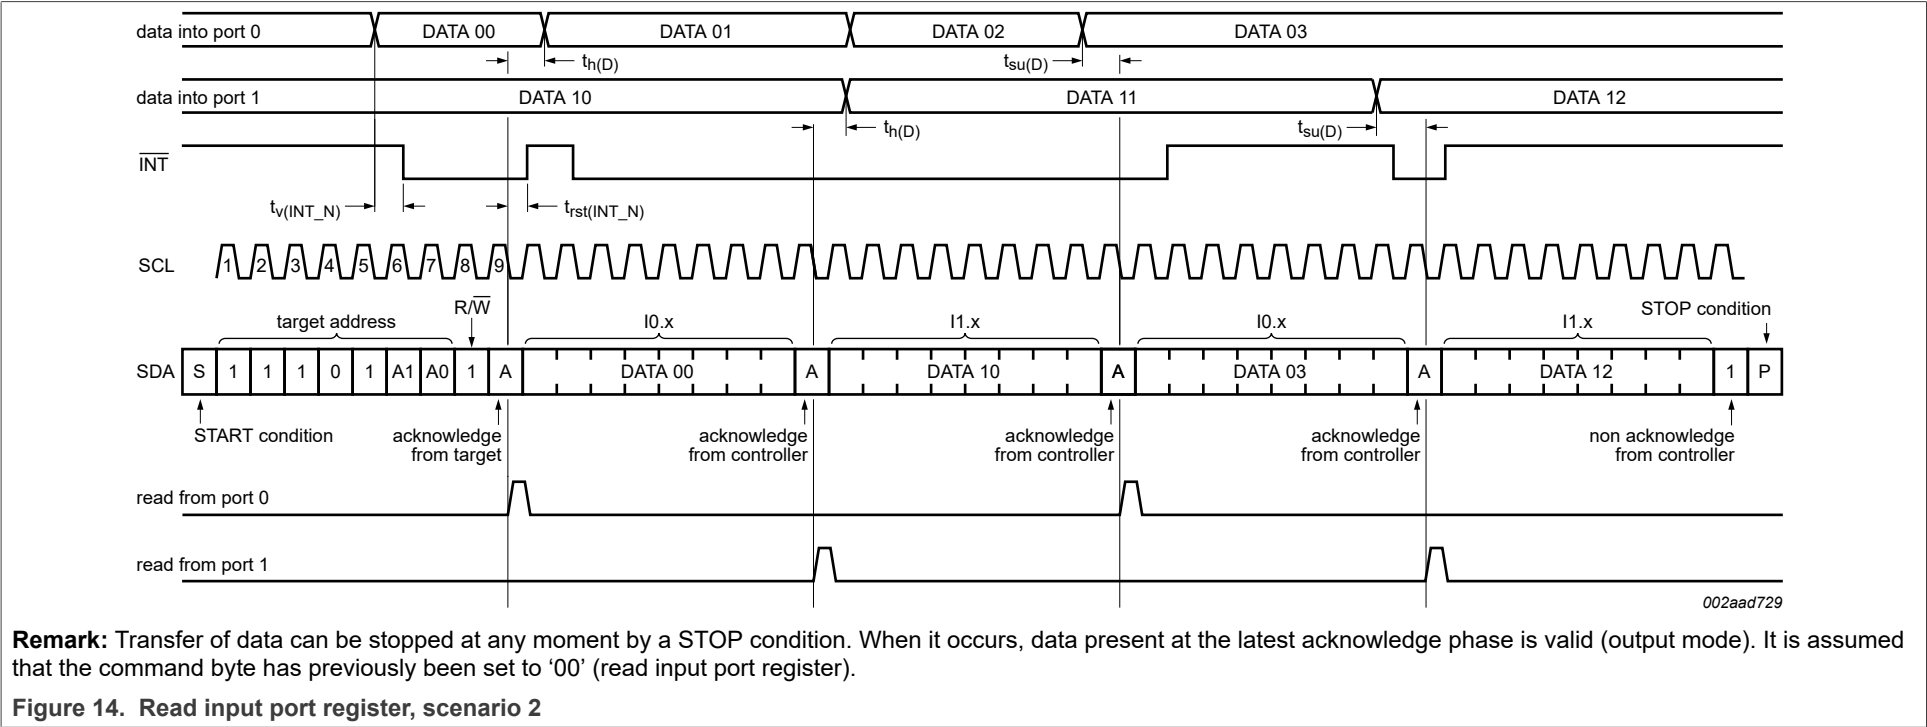 data into port 0 DATA 00 DATA 01 DATA 02 DATA 03
th(D) tsu(D)
data into port 1 DATA 10 DATA 11 DATA 12
th(D) tsu(D)
INT
tv(INT_N) trst(INT_N)
SCL 1 2 3 4 5 6 7 8 9
R/W STOP condition
target address I0.x I1.x I0.x I1.x
SDA S 1 1 1 0 1 A1 A0 1 A DATA 00 A DATA 10 A DATA 03 A DATA 12 1 P
START condition acknowledge acknowledge acknowledge acknowledge non acknowledge
from target from controller from controller from controller from controller
read from port 0
read from port 1
002aad729
Remark: Transfer of data can be stopped at any moment by a STOP condition. When it occurs, data present at the latest acknowledge phase is valid (output mode). It is assumed
that the command byte has previously been set to ‘00’ (read input port register).
Figure 14. Read input port register, scenario 2